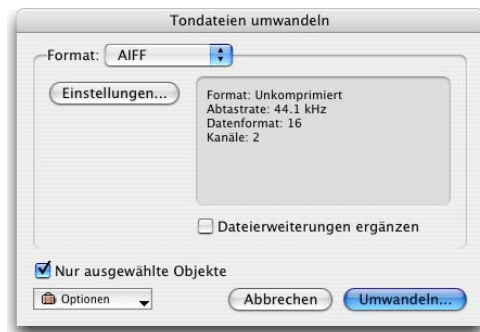 Tondateien umwandeln
Format: AIFF
Einstellungen...
Format: Unkomprimiert
Abtastrate: 44.1 kHz
Datenformat: 16
Kanäle: 2
Dateierweiterungen ergänzen
Nur ausgewählte Objekte
Optionen Abbrechen Umwandeln...